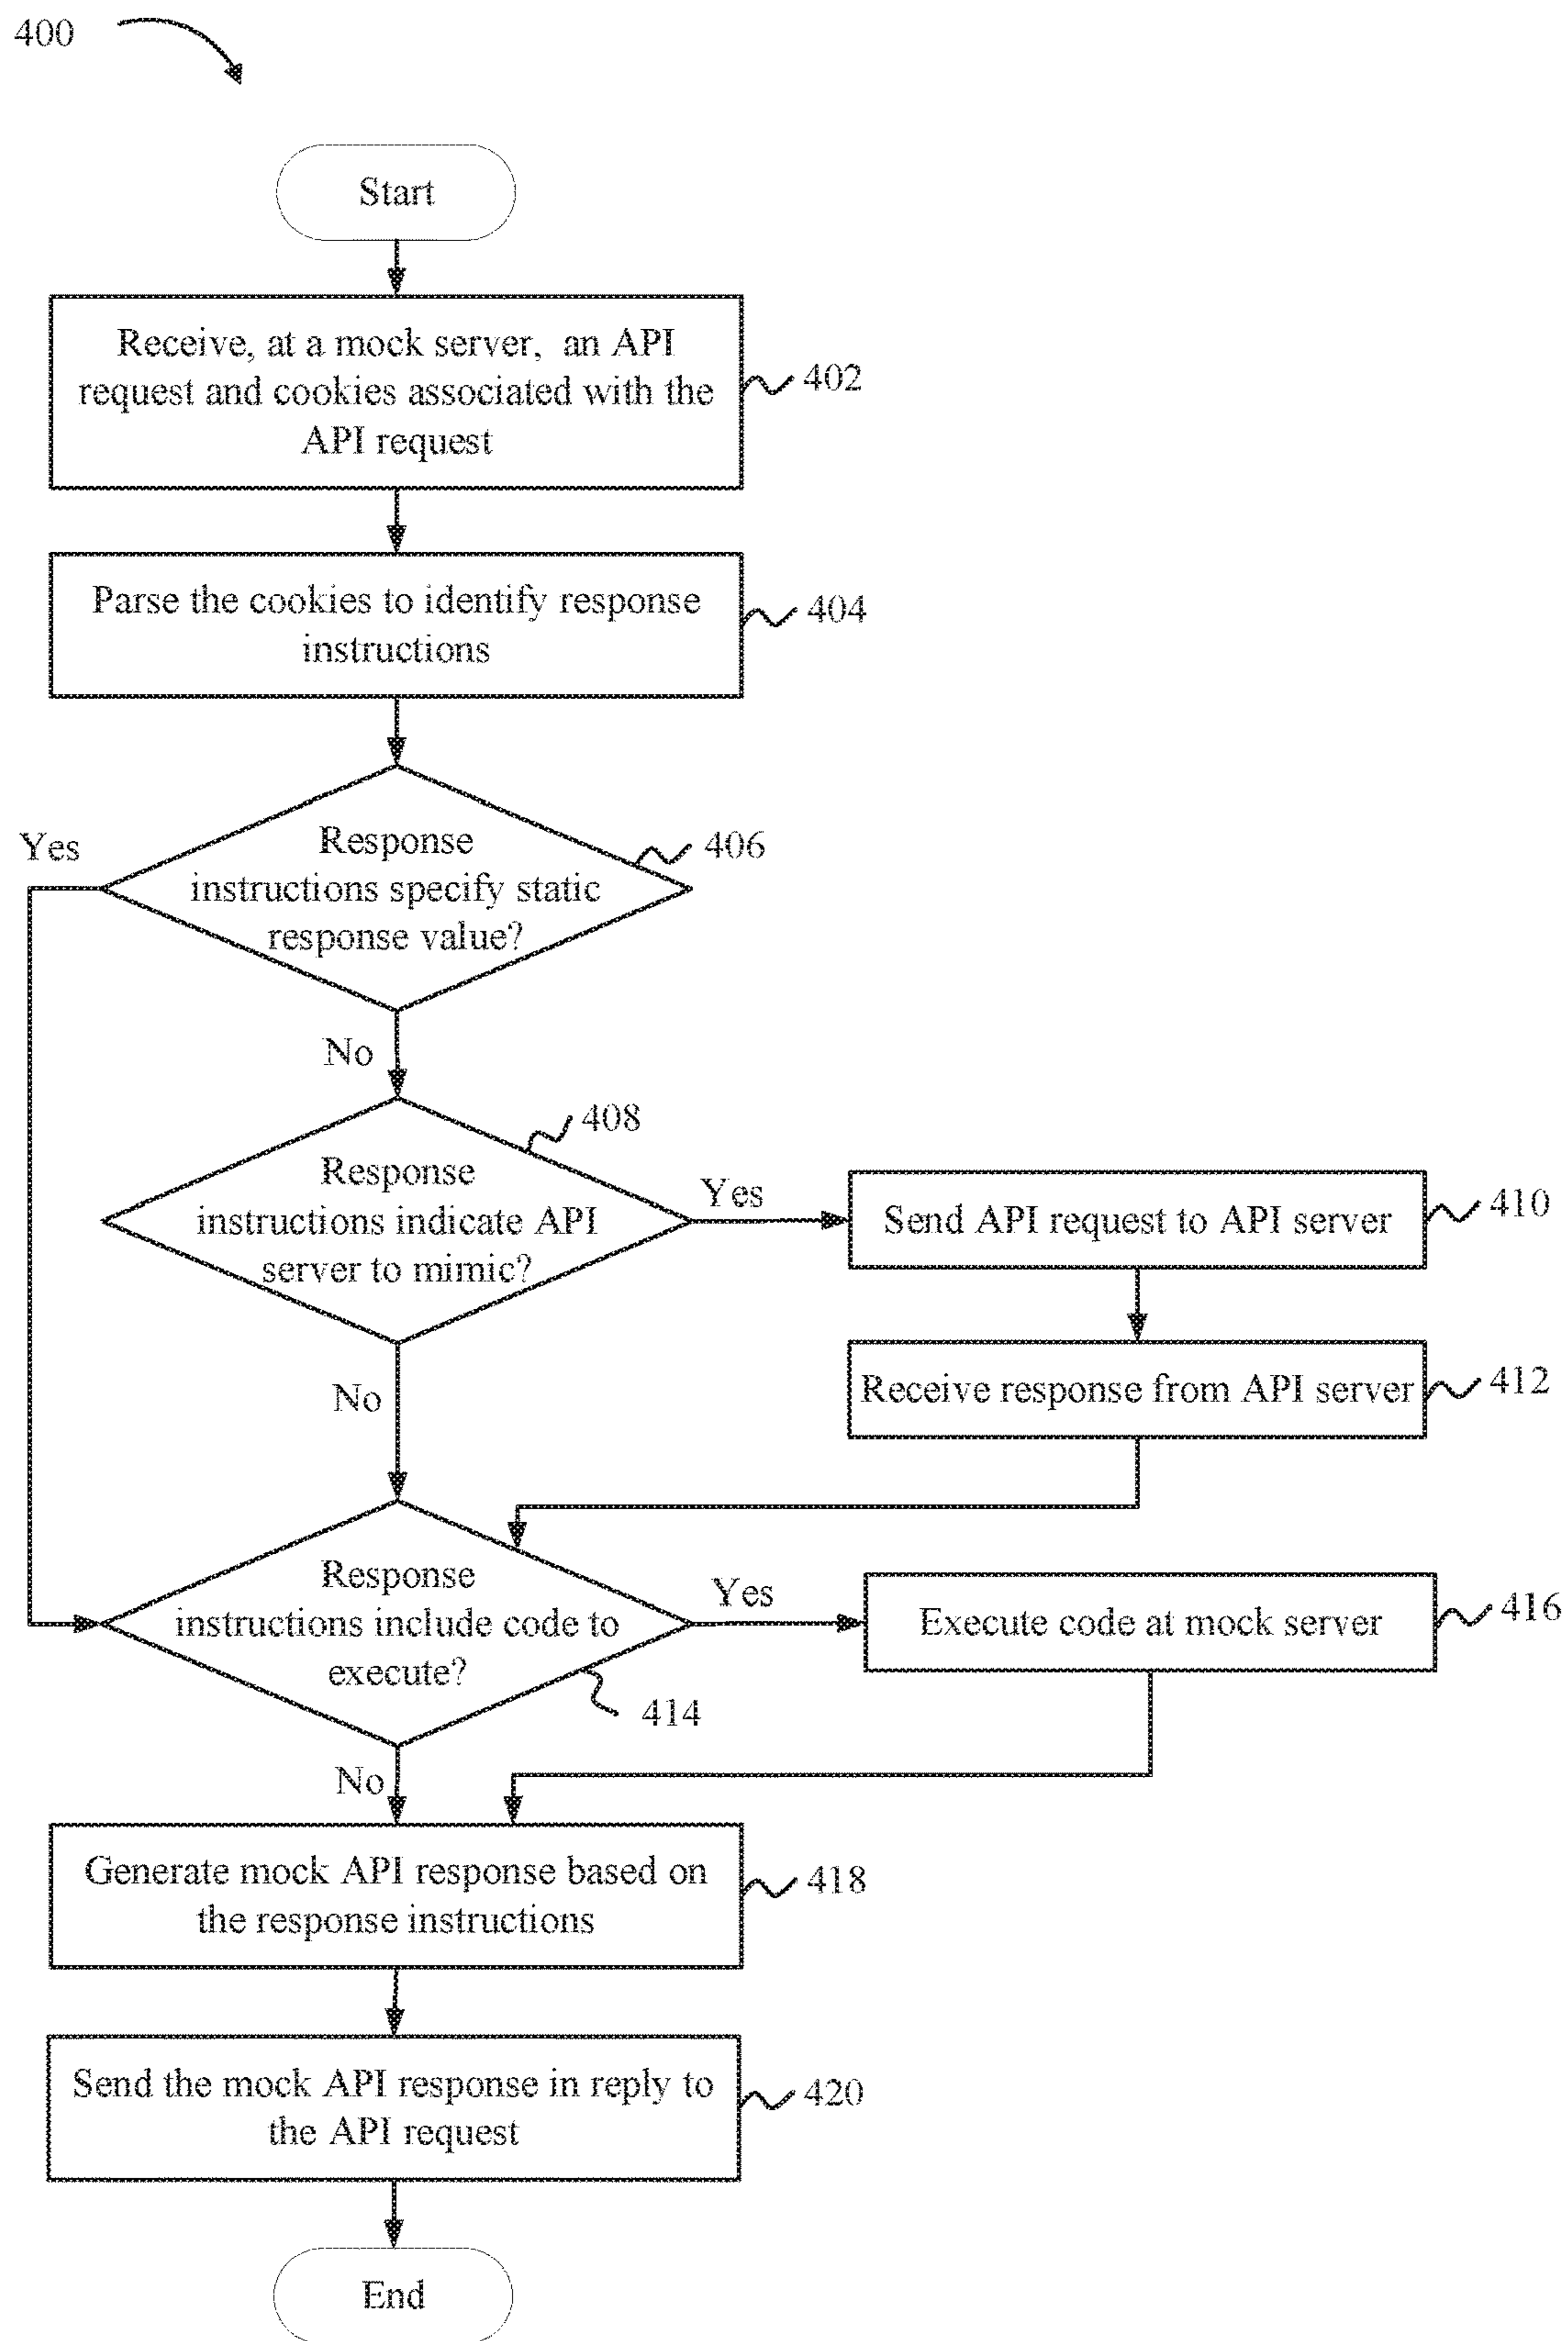 400
Start
Receive, at a mock server, an API
request and cookies associated with the
API request
402
Parse the cookies to identify response
instructions
404
Yes
Response
instructions specify static
response value?
406
No
408
Response
instructions indicate API
server to mimic?
Yes
Send API request to API server
410
No
Receive response from API server
412
Response
instructions include code to
execute?
414
Yes
Execute code at mock server
416
No
Generate mock API response based on
the response instructions
418
Send the mock API response in reply to
the API request
420
End